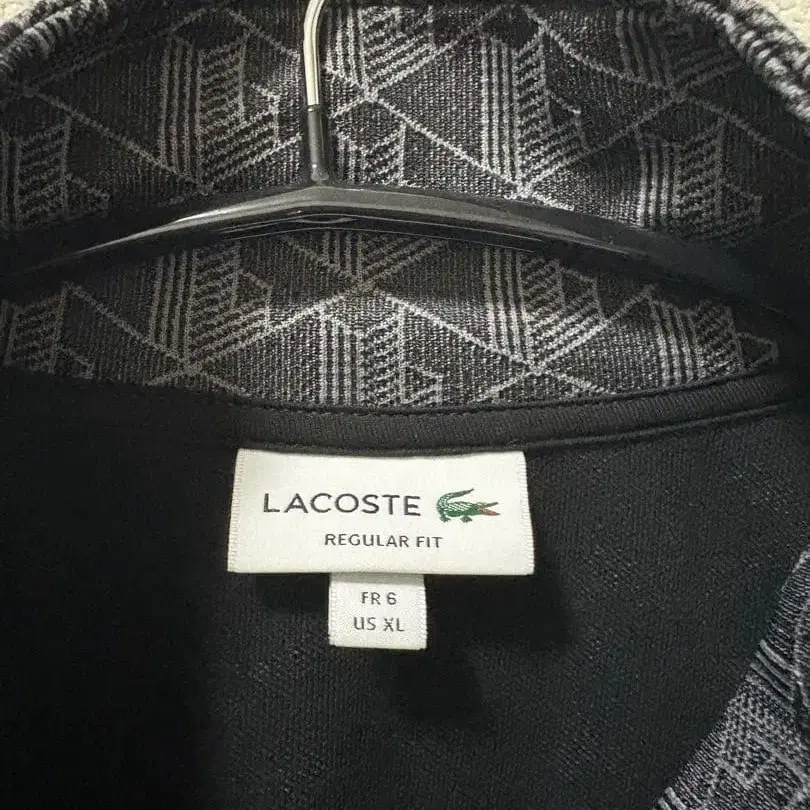 LACOSTE
REGULAR FIT
FR 6
US XL